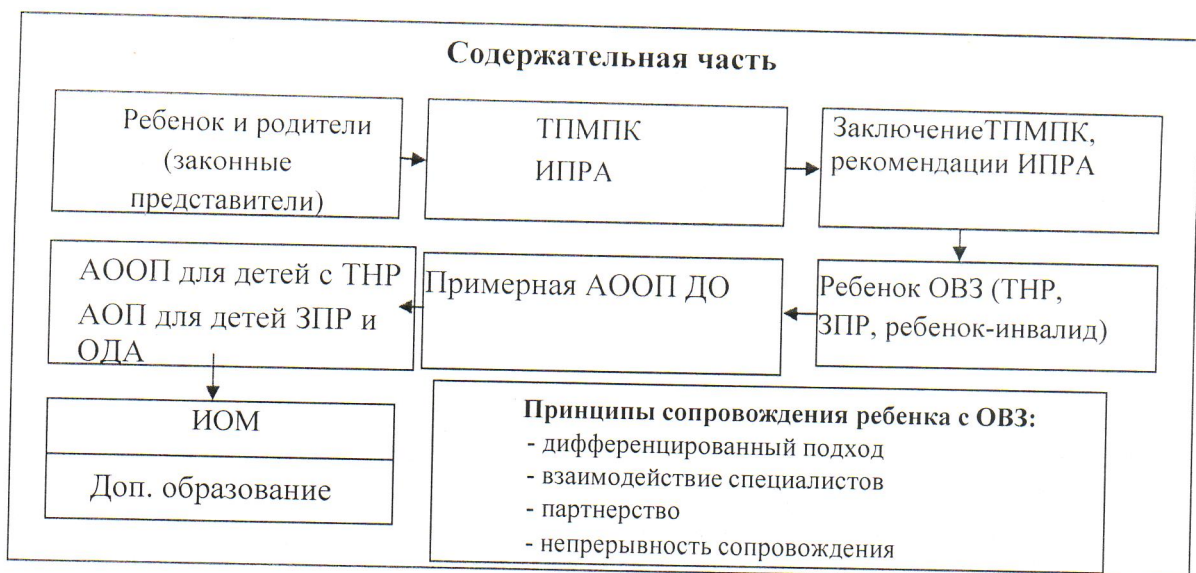 Содержательная часть
Ребенок и родители
(законные
представители)
ТПМПК
ИПРА
ЗаключениеТПМПК,
рекомендации ИПРА
Ребенок ОВЗ (ТНР,
ЗПР, ребенок-инвалид)
Примерная АООП ДО
АООП для детей с ТНР
АОП для детей ЗПР и
ОДА
ИОМ
Доп. образование
Принципы сопровождения ребенка с ОВЗ:
- дифференцированный подход
- взаимодействие специалистов
- партнерство
- непрерывность сопровождения